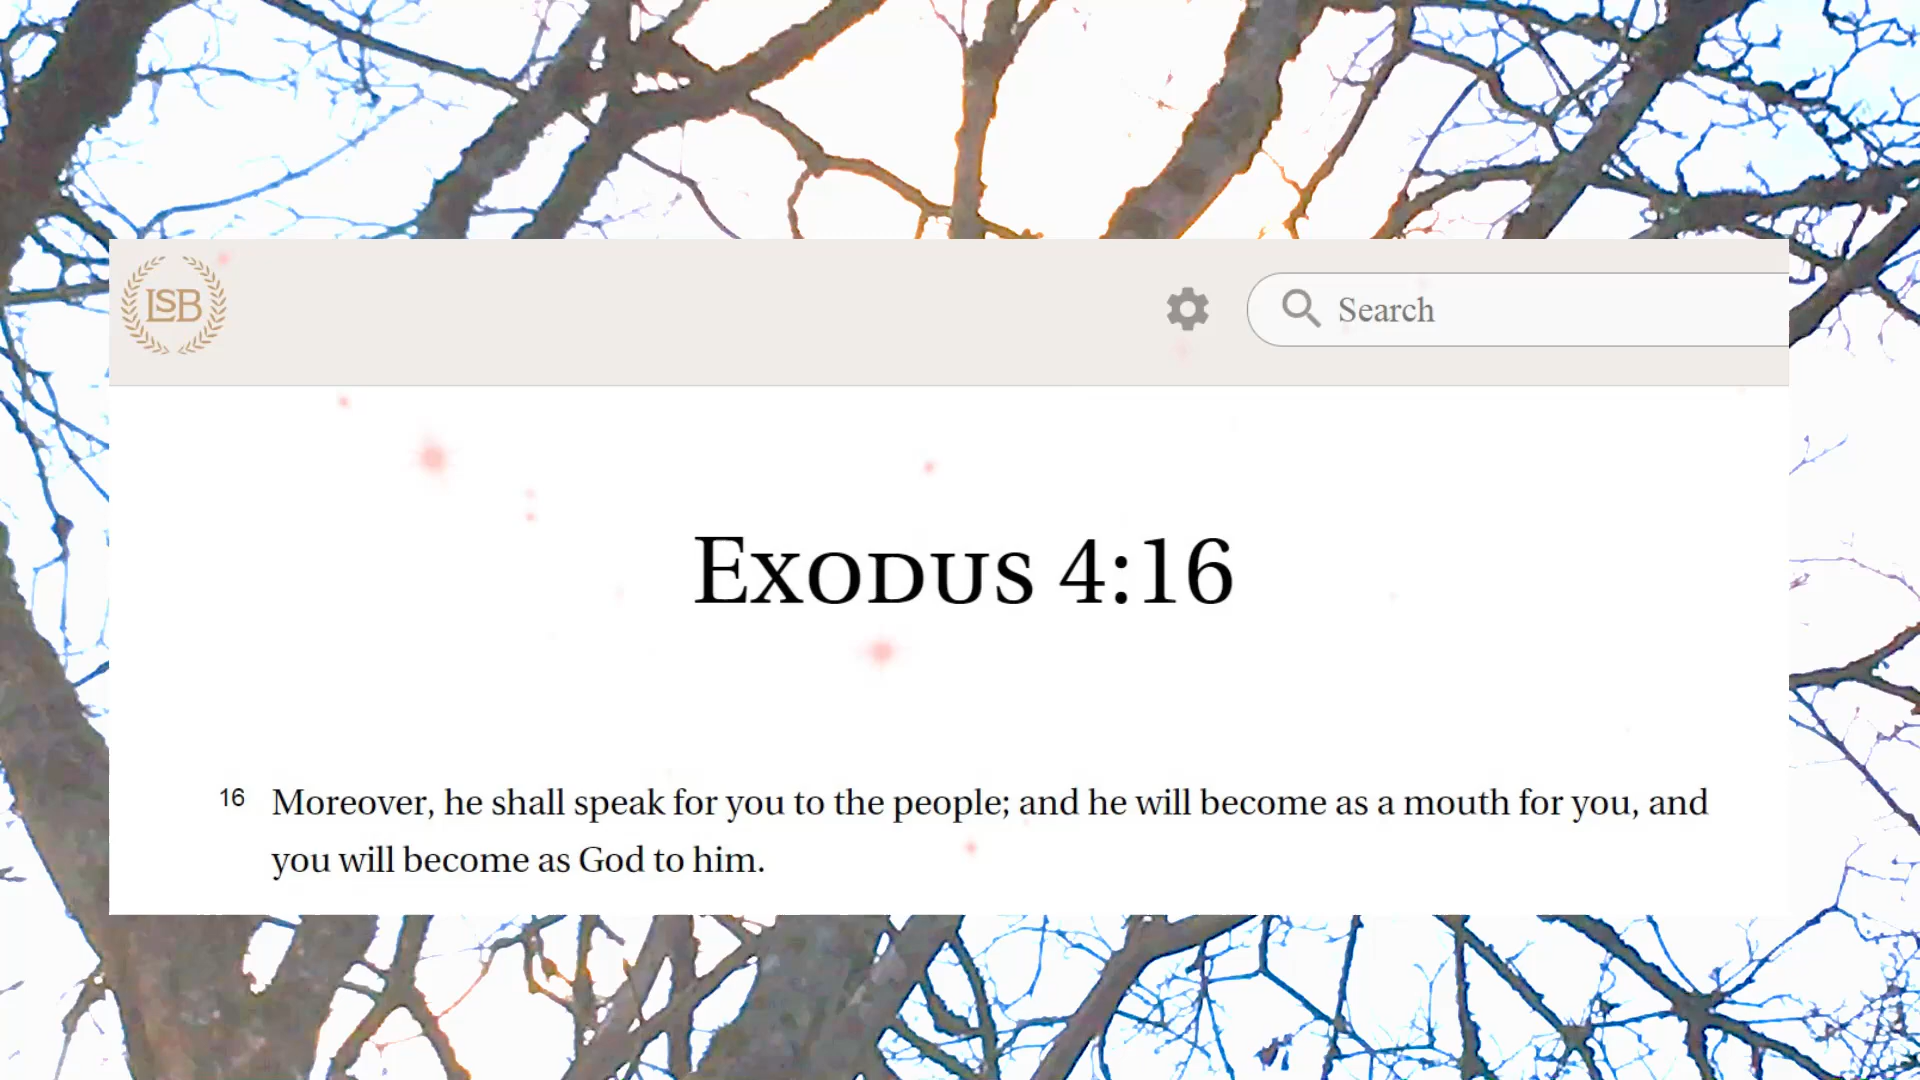 LSB
Search
Exodus 4:16
16 Moreover, he shall speak for you to the people; and he will become as a mouth for you, and
you will become as God to him.